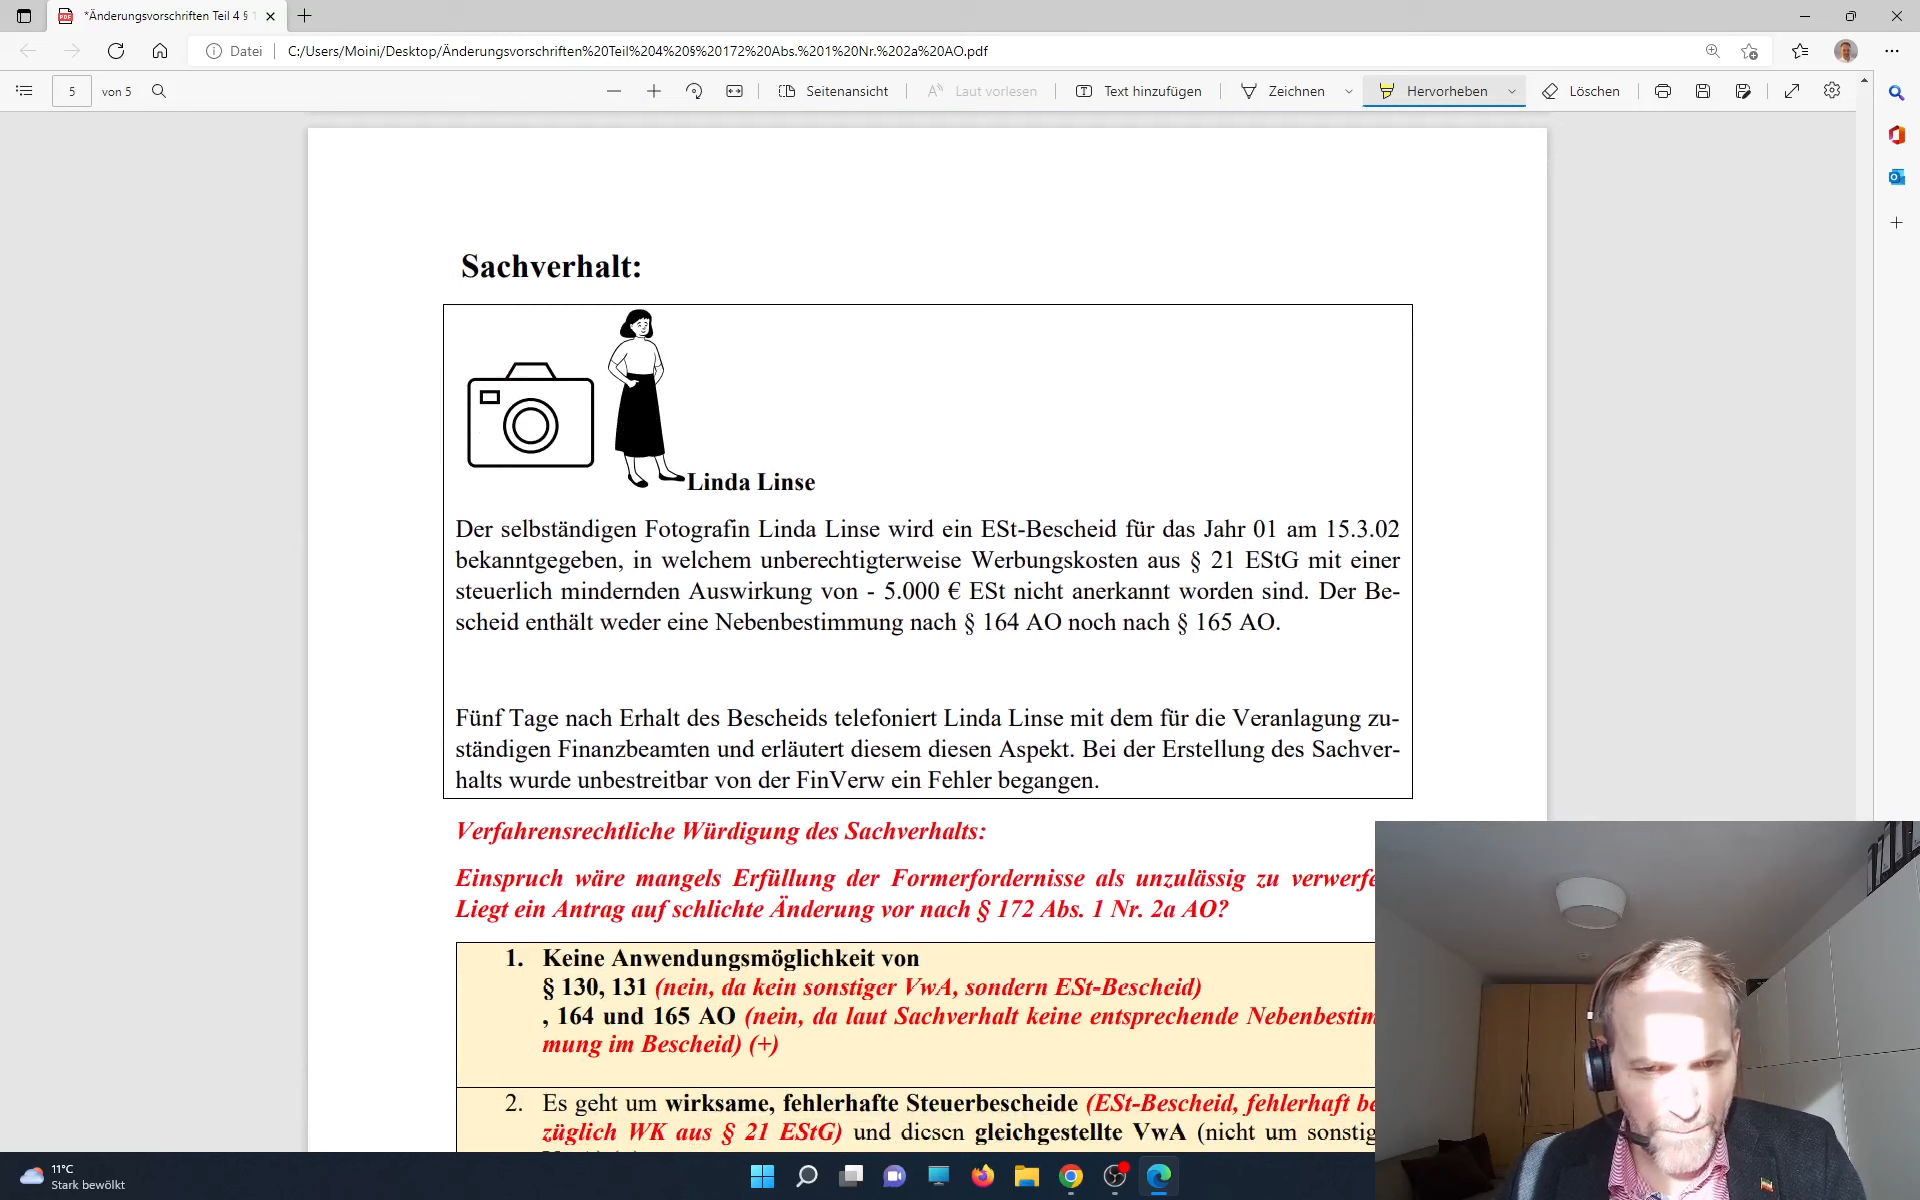 *Änderungsvorschriften Teil 4 §
Datei
C:/Users/Moini/Desktop/Änderungsvorschriften%20Teil%204%20§%20172%20Abs.%201%20Nr.%202a%20AO.pdf
5 von 5
Seitenansicht
Laut vorlesen
Text hinzufügen
Zeichnen
Hervorheben
Löschen
Sachverhalt:
Linda Linse
Der selbständigen Fotografin Linda Linse wird ein ESt-Bescheid für das Jahr 01 am 15.3.02
bekanntgegeben, in welchem unberechtigterweise Werbungskosten aus § 21 EStG mit einer
steuerlich mindernden Auswirkung von - 5.000 € ESt nicht anerkannt worden sind. Der Be-
scheid enthält weder eine Nebenbestimmung nach § 164 AO noch nach § 165 AO.
Fünf Tage nach Erhalt des Bescheids telefoniert Linda Linse mit dem für die Veranlagung zu-
ständigen Finanzbeamten und erläutert diesem diesen Aspekt. Bei der Erstellung des Sachver-
halts wurde unbestreitbar von der FinVerw ein Fehler begangen.
Verfahrensrechtliche Würdigung des Sachverhalts:
Einspruch wäre mangels Erfüllung der Formerfordernisse als unzulässig zu verwerfe
Liegt ein Antrag auf schlichte Änderung vor nach § 172 Abs. 1 Nr. 2a AO?
1. Keine Anwendungsmöglichkeit von
§ 130, 131 (nein, da kein sonstiger VwA, sondern ESt-Bescheid)
, 164 und 165 AO (nein, da laut Sachverhalt keine entsprechende Nebenbestim
mung im Bescheid) (+)
2. Es geht um wirksame, fehlerhafte Steuerbescheide (ESt-Bescheid, fehlerhaft be
züglich WK aus § 21 EStG) und diesen gleichgestellte VwA (nicht um sonstig
11°C
Stark bewölkt